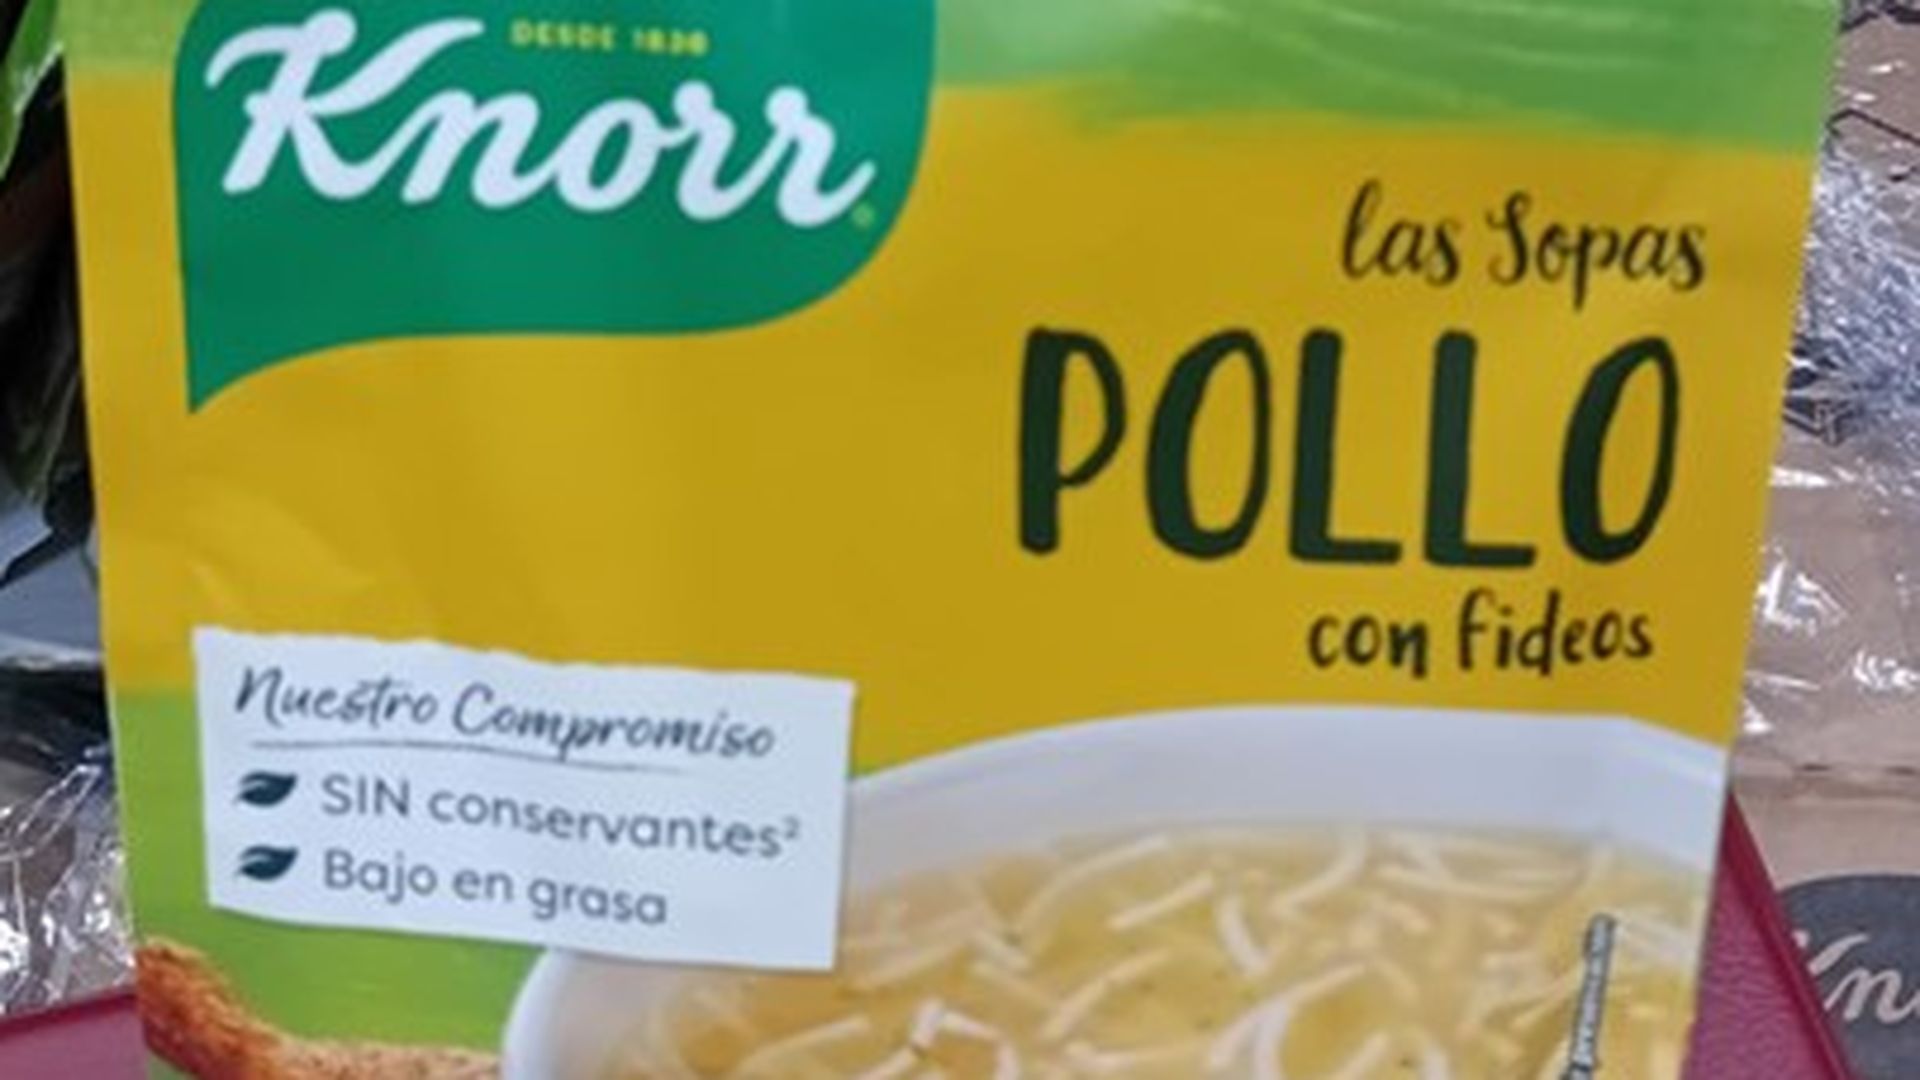 Knorr
DESDE 1838
las Sopas
POLLO
con fideos
Nuestro Compromiso
SIN conservantes²
Bajo en grasa